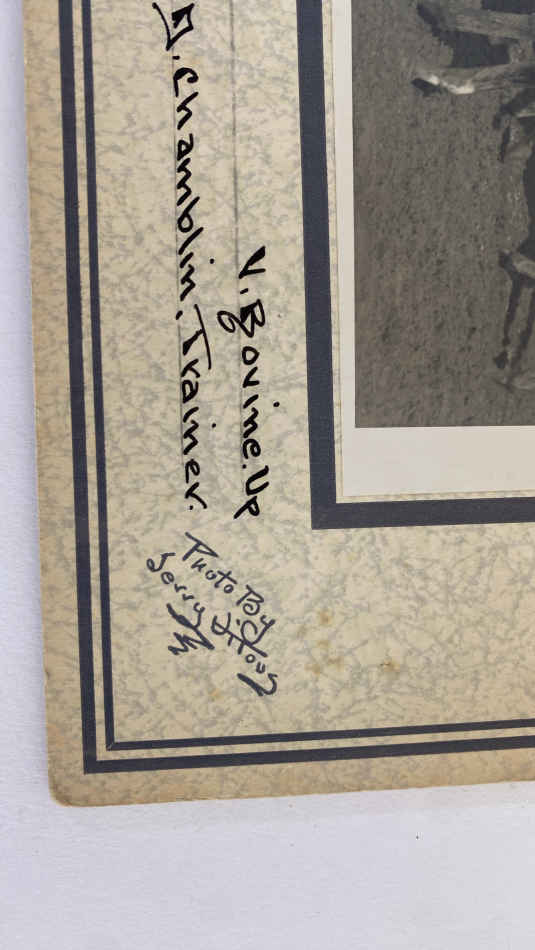 V. Bovine. Up
J. Chamblin. Trainer.
Photo By
Jerry